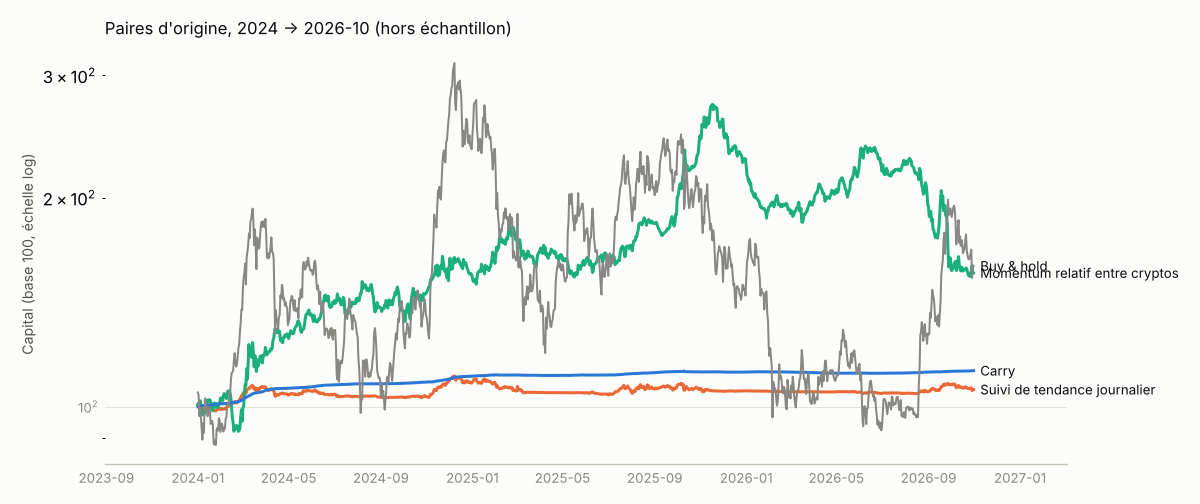 Paires d'origine, 2024 → 2026-10 (hors échantillon)
Capital (base 100, échelle log)
3 × 10²
2 × 10²
10²
Buy & hold
Momentum relatif entre cryptos
Carry
Suivi de tendance journalier
2023-09 2024-01 2024-05 2024-09 2025-01 2025-05 2025-09 2026-01 2026-05 2026-09 2027-01